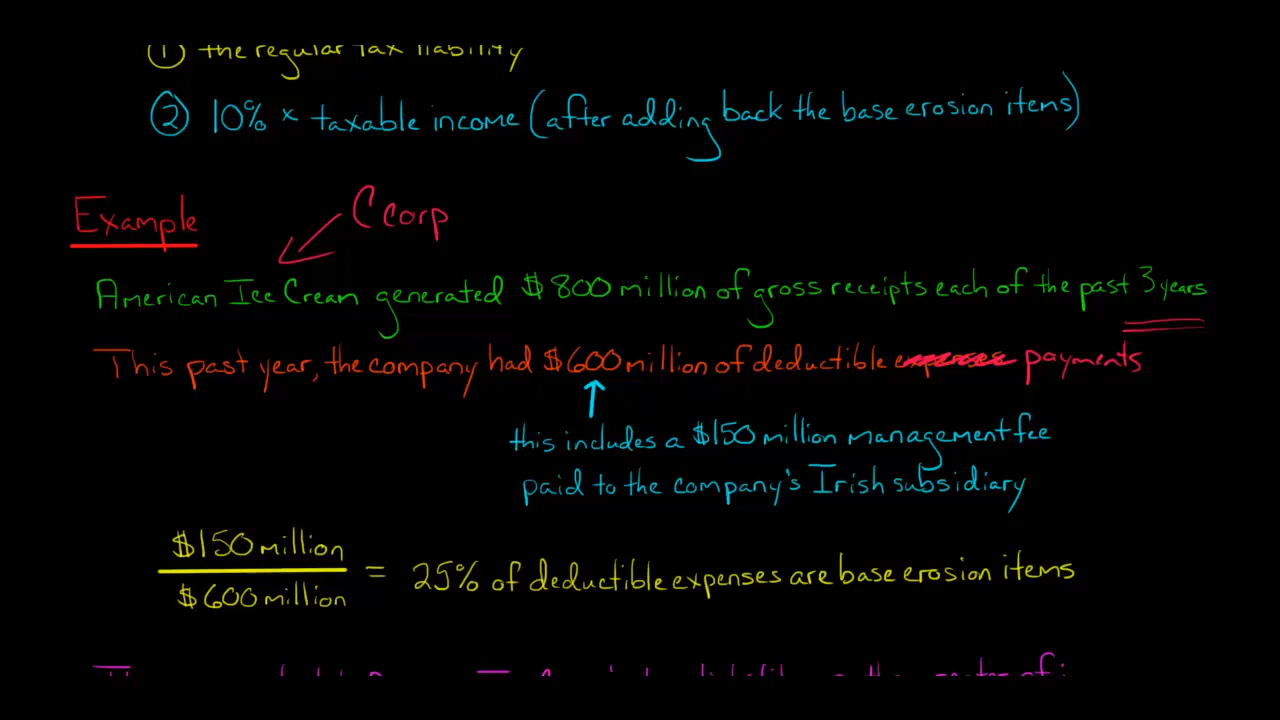 ① the regular tax liability
② 10% × taxable income (after adding back the base erosion items)
Example
C corp
American Ice Cream generated $800 million of gross receipts each of the past 3 years
This past year, the company had $600 million of deductible payments
this includes a $150 million management fee
paid to the company's Irish subsidiary
$150 million
$600 million
= 25% of deductible expenses are base erosion items